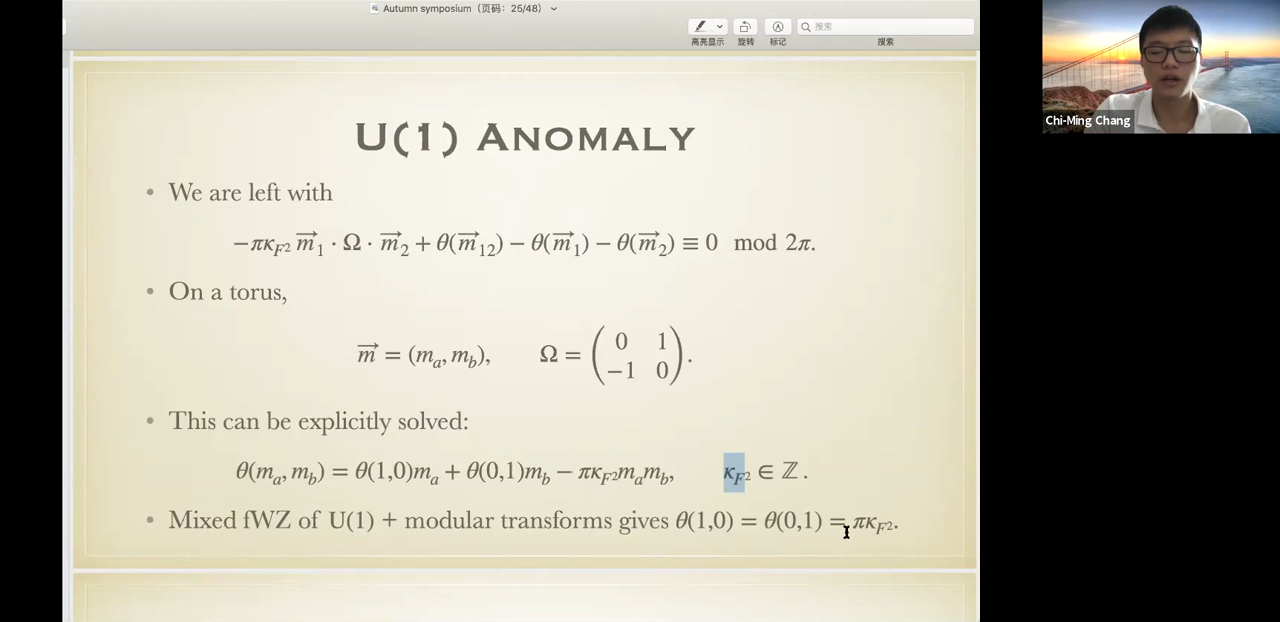 Autumn symposium (页码: 25/48)
高亮显示 旋转 标记 搜索
搜索
U(1) ANOMALY
• We are left with
−πκ_{F²} m⃗₁ · Ω · m⃗₂ + θ(m⃗₁₂) − θ(m⃗₁) − θ(m⃗₂) ≡ 0 mod 2π.
• On a torus,
m⃗ = (m_a, m_b), Ω = ( 0 1 −1 0 ).
• This can be explicitly solved:
θ(m_a, m_b) = θ(1,0)m_a + θ(0,1)m_b − πκ_{F²}m_a m_b, κ_{F²} ∈ ℤ.
• Mixed fWZ of U(1) + modular transforms gives θ(1,0) = θ(0,1) = πκ_{F²}.
Chi-Ming Chang